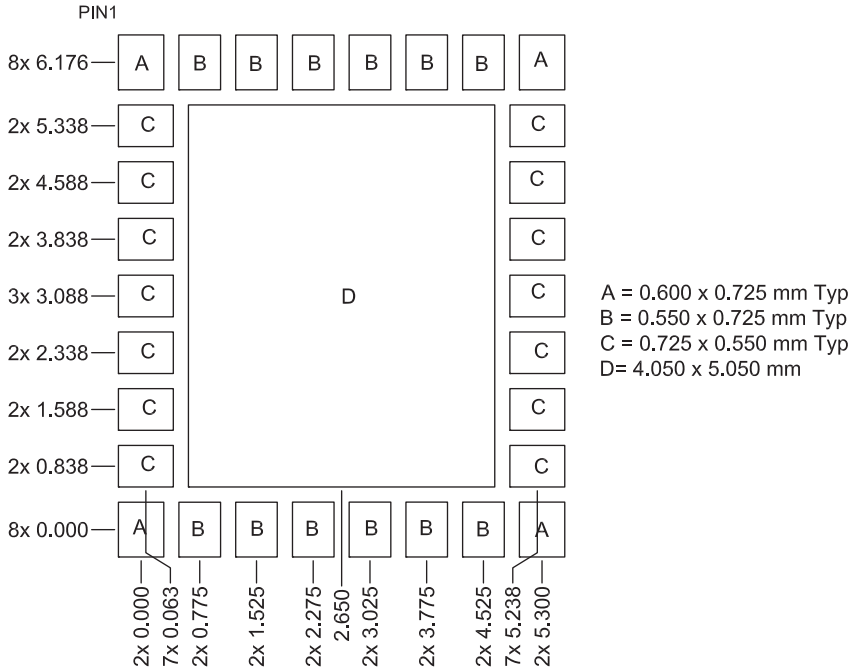 PIN1
8x 6.176 A B B B B B B A
2x 5.338 C C
2x 4.588 C C
2x 3.838 C C
3x 3.088 C D C
2x 2.338 C C
2x 1.588 C C
2x 0.838 C C
8x 0.000 A B B B B B B A
A = 0.600 x 0.725 mm Typ
B = 0.550 x 0.725 mm Typ
C = 0.725 x 0.550 mm Typ
D= 4.050 x 5.050 mm
2x 0.000
7x 0.063
2x 0.775
2x 1.525
2x 2.275
2.650
2x 3.025
2x 3.775
2x 4.525
7x 5.238
2x 5.300